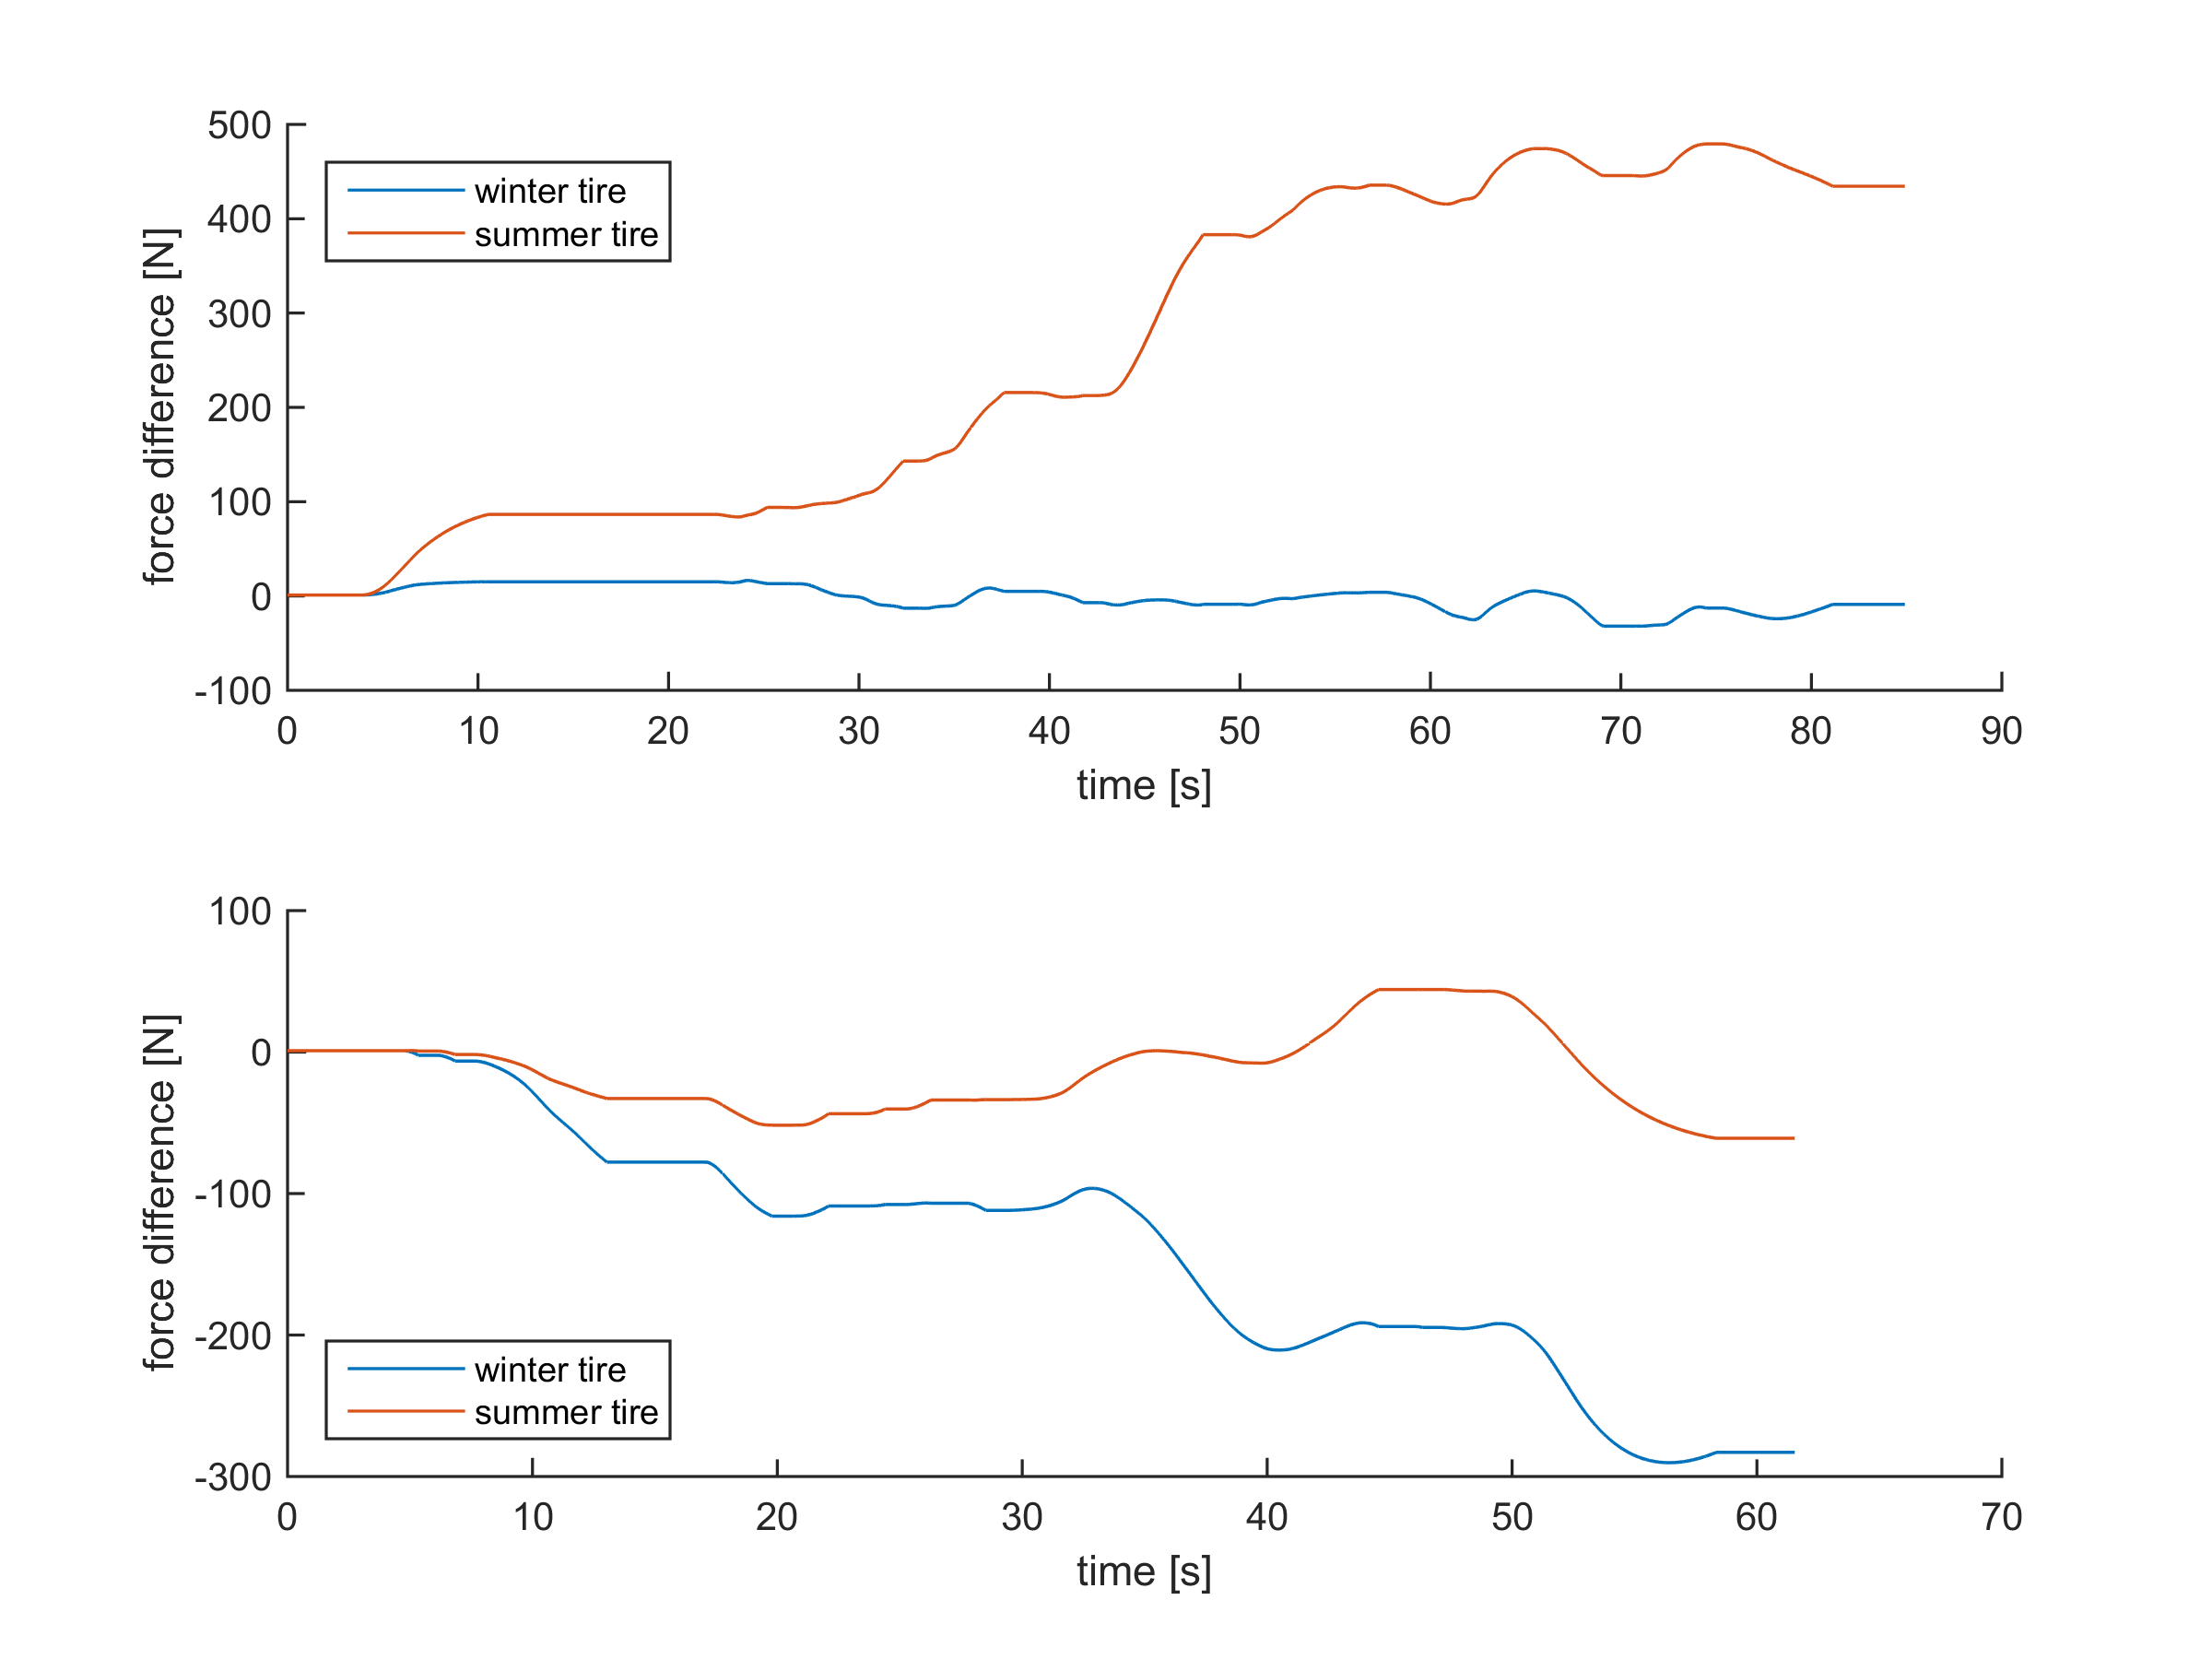 500
400
300
200
100
0
-100
force difference [N]
winter tire
summer tire
0 10 20 30 40 50 60 70 80 90
time [s]
100
0
-100
-200
-300
force difference [N]
winter tire
summer tire
0 10 20 30 40 50 60 70
time [s]